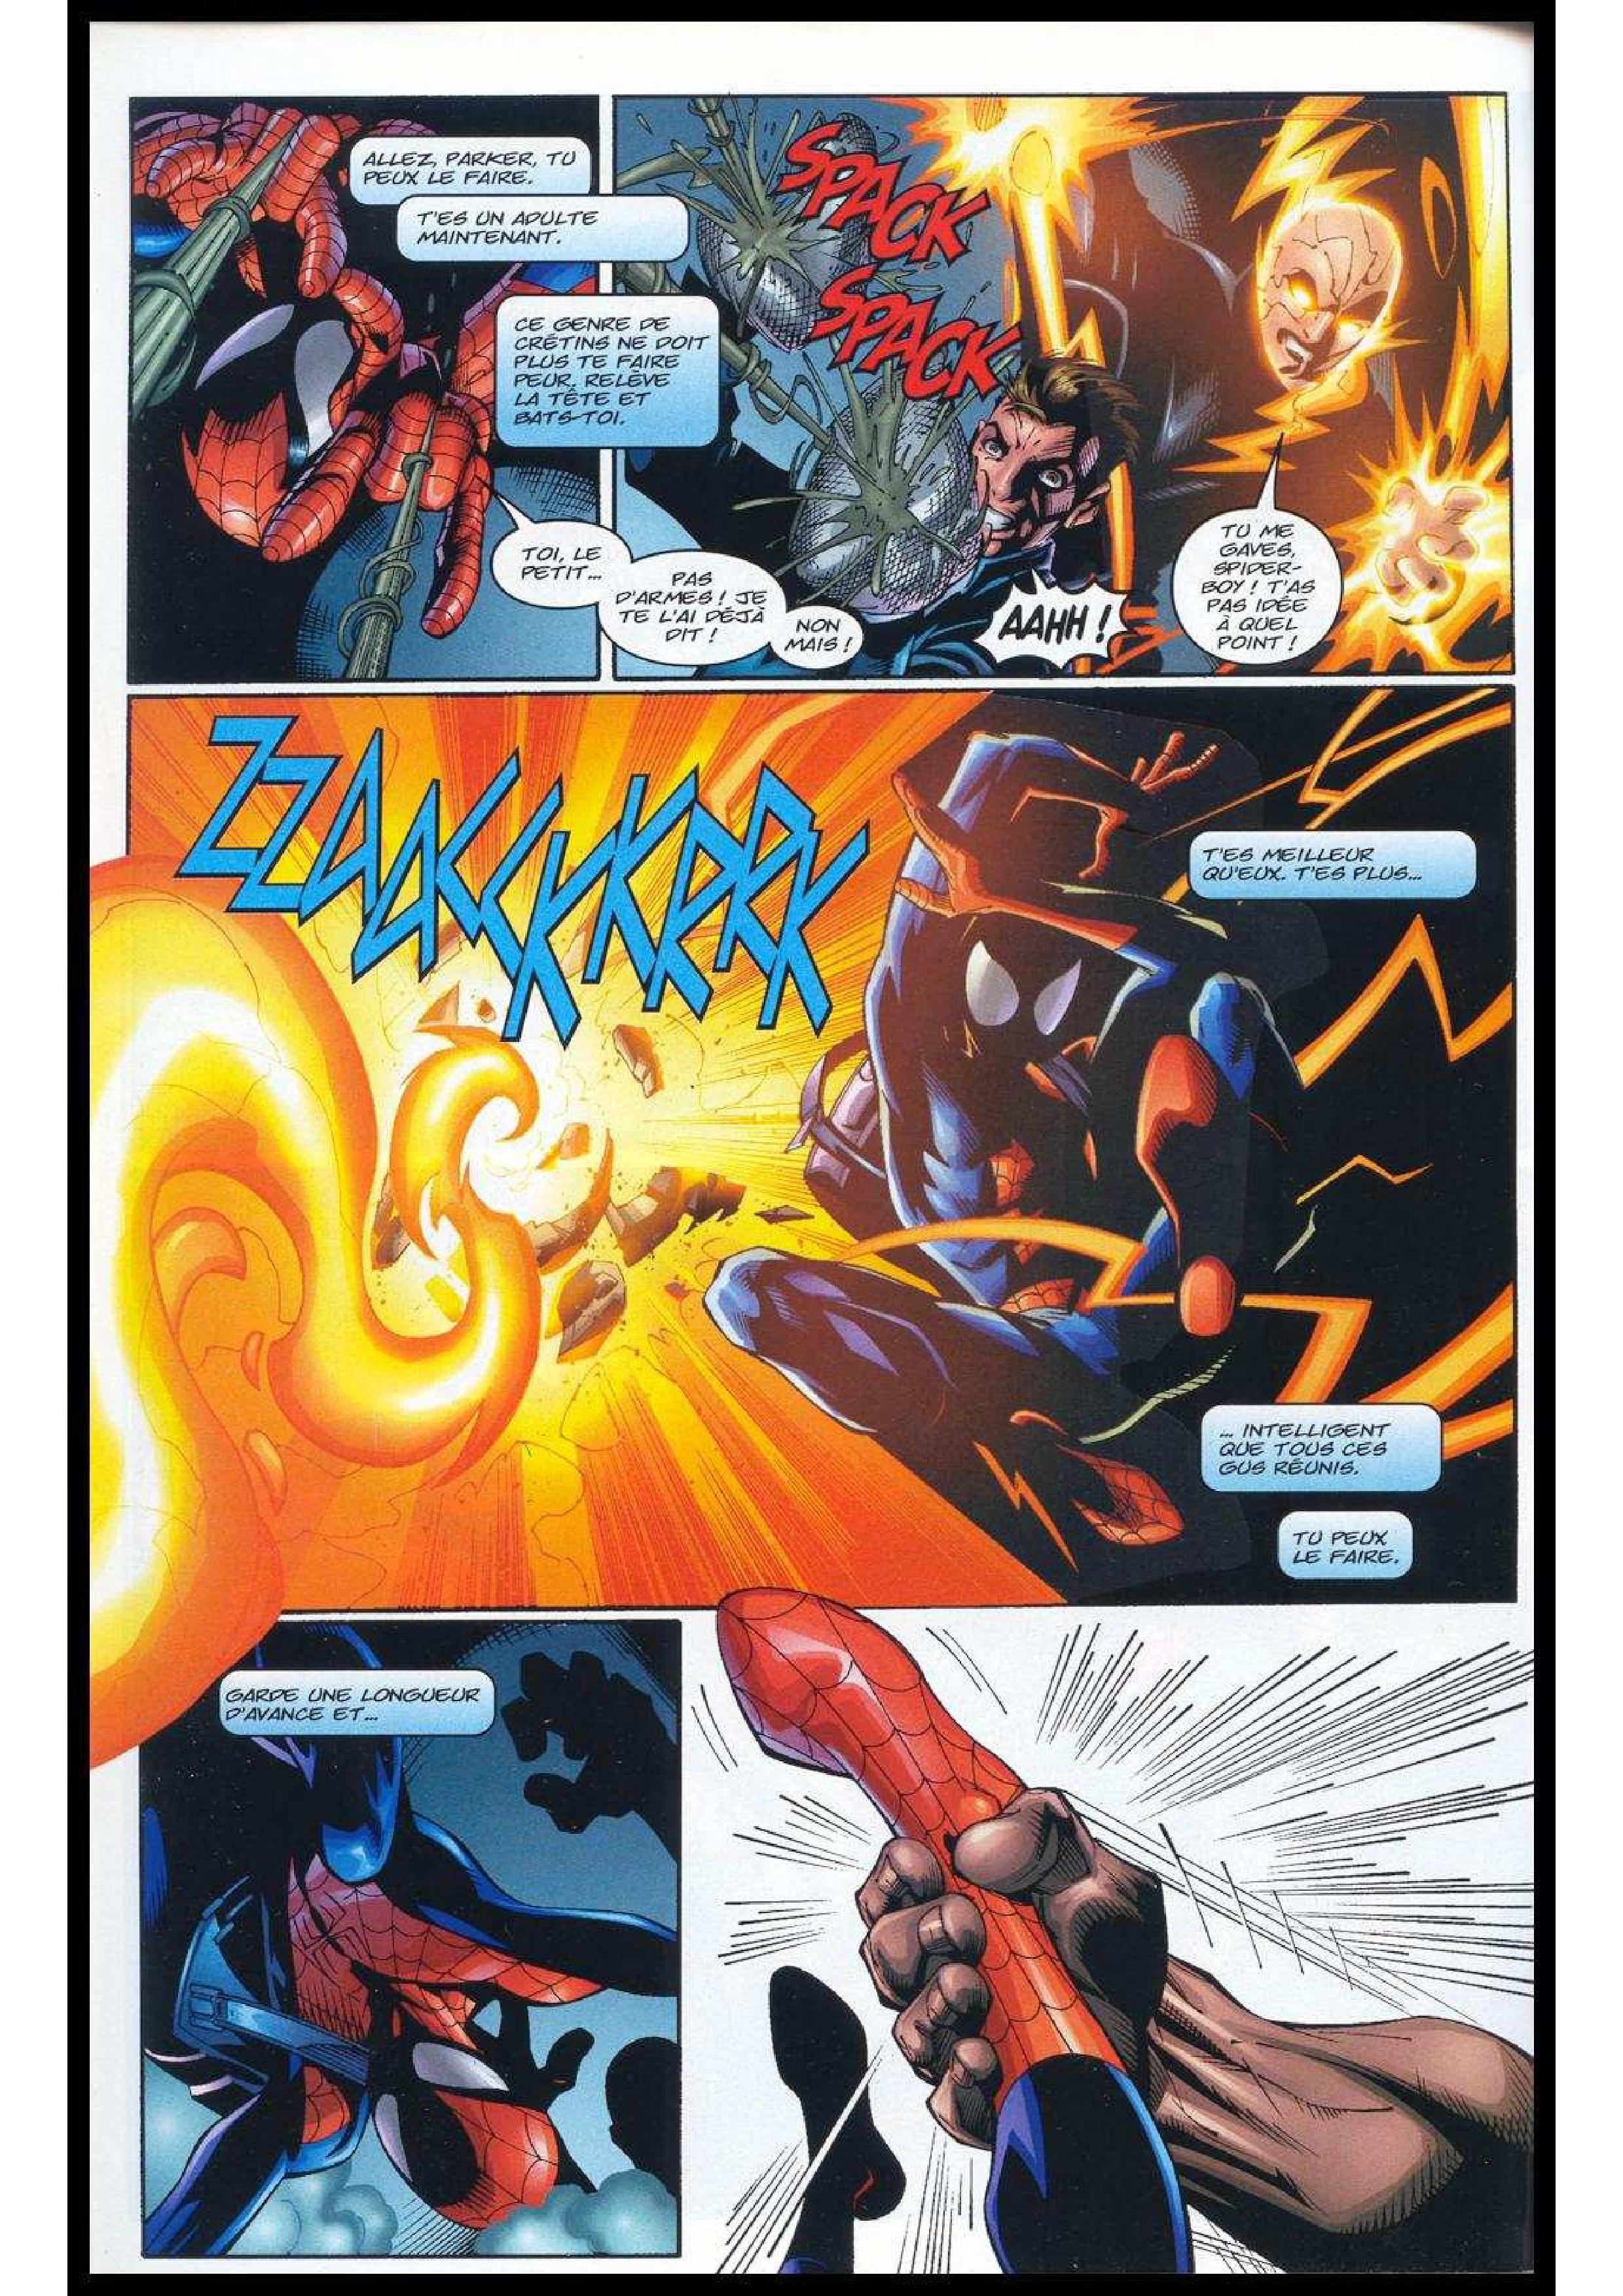 ALLEZ, PARKER, TU
PEUX LE FAIRE.
T'ES UN ADULTE
MAINTENANT.
CE GENRE DE
CRÉTINS NE DOIT
PLUS TE FAIRE
PEUR. RELÈVE
LA TÊTE ET
BATS-TOI.
TOI, LE
PETIT...
SPACK
SPACK
PAS
D'ARMES ! JE
TE L'AI DÉJÀ
DIT !
NON
MAIS !
AAHH !
TU ME
GAVES,
SPIDER-
BOY ! T'AS
PAS IDÉE
À QUEL
POINT !
T'ES MEILLEUR
QU'EUX. T'ES PLUS...
... INTELLIGENT
QUE TOUS CES
GUS RÉUNIS.
TU PEUX
LE FAIRE.
GARDE UNE LONGUEUR
D'AVANCE ET...